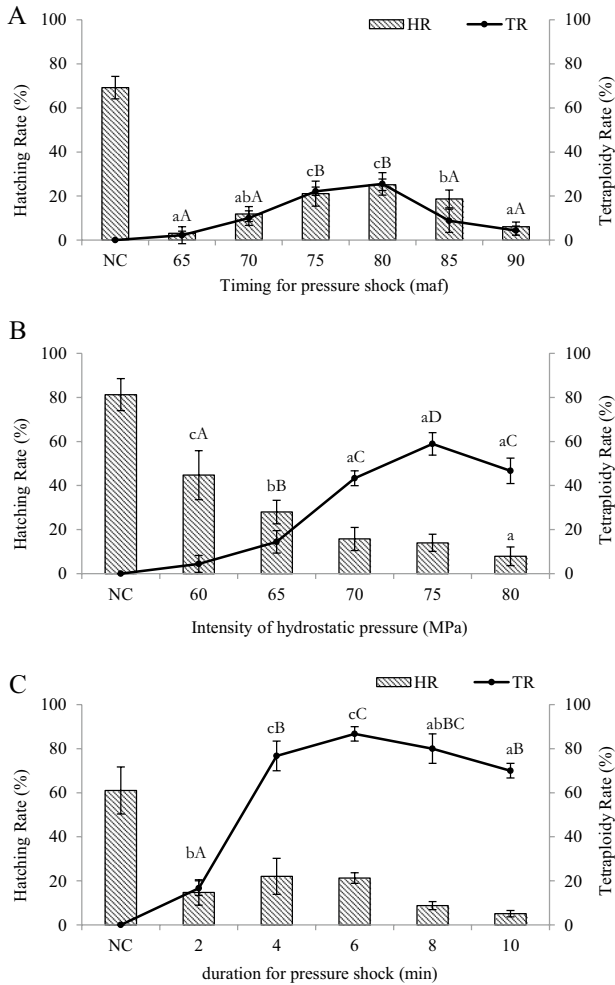 A
HR TR
Hatching Rate (%)
Tetraploidy Rate (%)
100 100
80 80
60 60
40 40
20 20
0 0
aA abA cB cB bA aA
NC 65 70 75 80 85 90
Timing for pressure shock (maf)
B
Hatching Rate (%)
Tetraploidy Rate (%)
100 100
80 80
60 60
40 40
20 20
0 0
cA bB aC aD aC
a
NC 60 65 70 75 80
Intensity of hydrostatic pressure (MPa)
C
HR TR
Hatching Rate (%)
Tetraploidy Rate (%)
100 100
80 80
60 60
40 40
20 20
0 0
bA cB cC abBC aB
NC 2 4 6 8 10
duration for pressure shock (min)